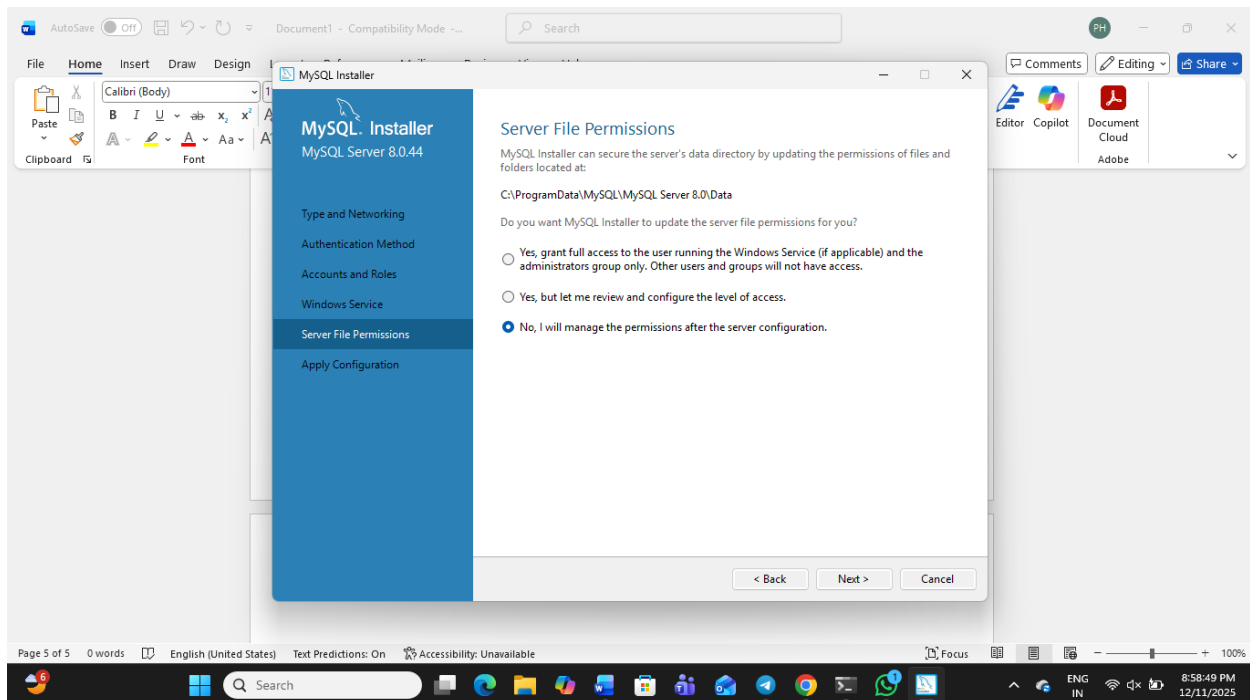 AutoSave Off Document1 - Compatibility Mode -... Search PH
File Home Insert Draw Design Comments Editing Share
Calibri (Body)
Paste
B I U ab x₂ x²
A A Aa
Clipboard Font
Editor Copilot Document Cloud
Adobe
MySQL Installer
MySQL. Installer
MySQL Server 8.0.44
Type and Networking
Authentication Method
Accounts and Roles
Windows Service
Server File Permissions
Apply Configuration
Server File Permissions
MySQL Installer can secure the server's data directory by updating the permissions of files and
folders located at:
C:\ProgramData\MySQL\MySQL Server 8.0\Data
Do you want MySQL Installer to update the server file permissions for you?
Yes, grant full access to the user running the Windows Service (if applicable) and the
administrators group only. Other users and groups will not have access.
Yes, but let me review and configure the level of access.
No, I will manage the permissions after the server configuration.
< Back Next > Cancel
Page 5 of 5 0 words English (United States) Text Predictions: On Accessibility: Unavailable Focus 100%
6 Search 1 ENG 8:58:49 PM
IN 12/11/2025